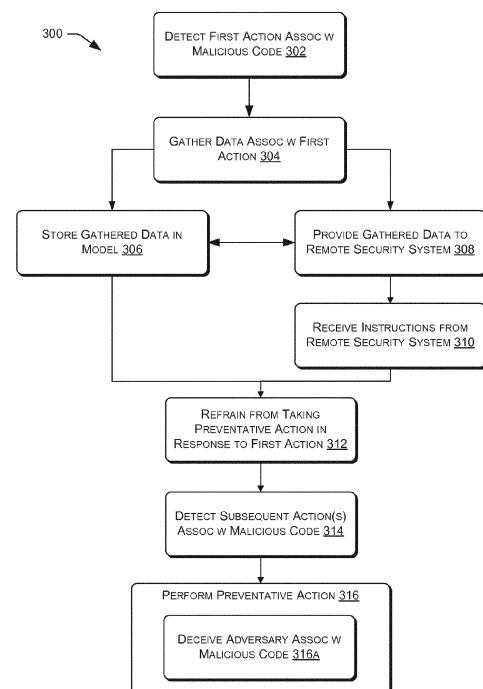 300
DETECT FIRST ACTION ASSOC W
MALICIOUS CODE 302
GATHER DATA ASSOC W FIRST
ACTION 304
STORE GATHERED DATA IN
MODEL 306
PROVIDE GATHERED DATA TO
REMOTE SECURITY SYSTEM 308
RECEIVE INSTRUCTIONS FROM
REMOTE SECURITY SYSTEM 310
REFRAIN FROM TAKING
PREVENTATIVE ACTION IN
RESPONSE TO FIRST ACTION 312
DETECT SUBSEQUENT ACTION(S)
ASSOC W MALICIOUS CODE 314
PERFORM PREVENTATIVE ACTION 316
DECEIVE ADVERSARY ASSOC W
MALICIOUS CODE 316A